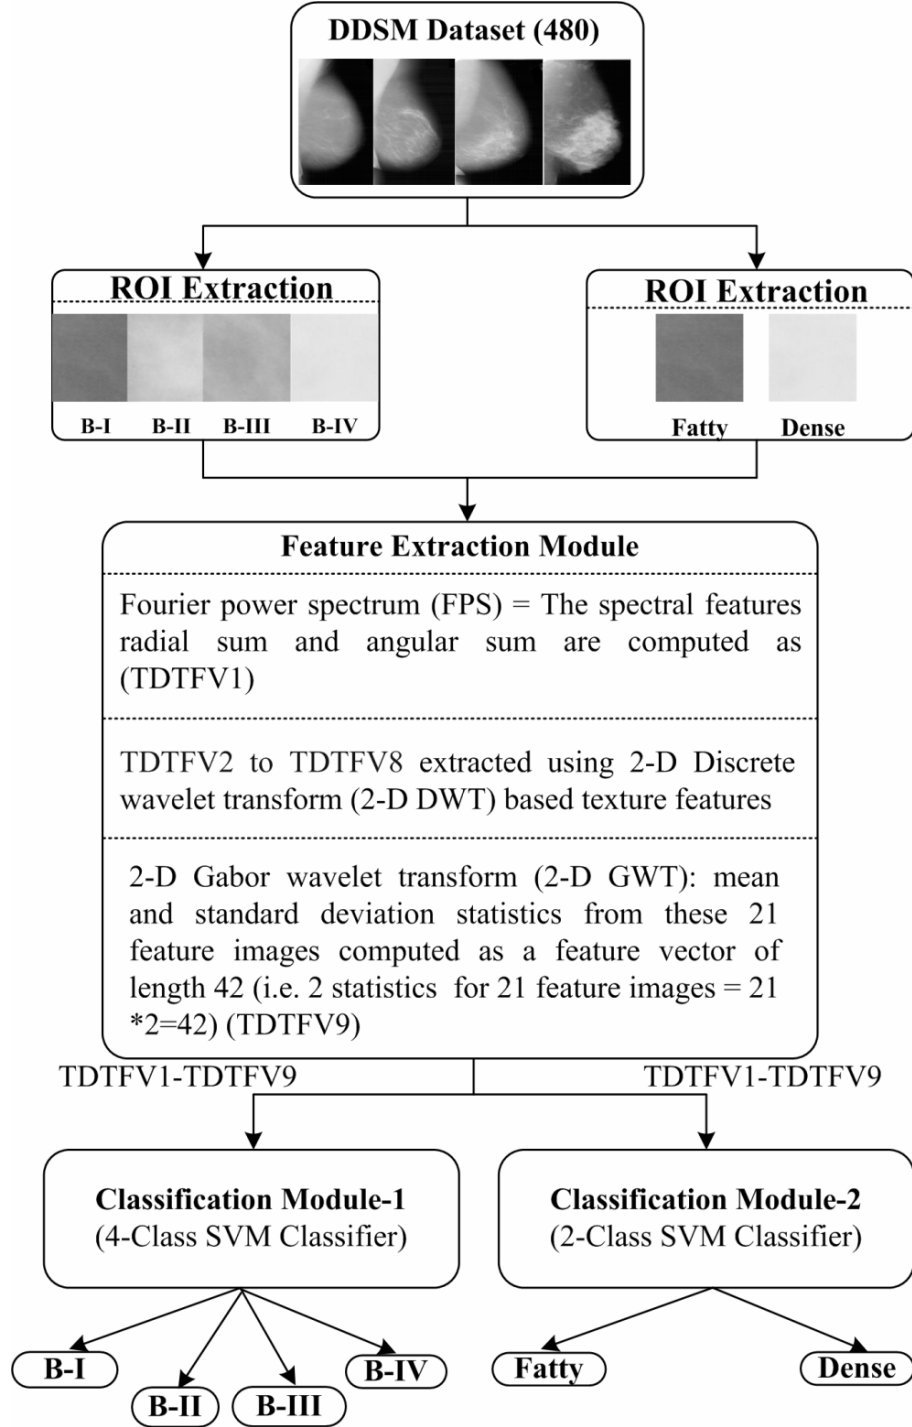 DDSM Dataset (480)
ROI Extraction
B-I B-II B-III B-IV
ROI Extraction
Fatty Dense
Feature Extraction Module
Fourier power spectrum (FPS) = The spectral features
radial sum and angular sum are computed as
(TDTFV1)
TDTFV2 to TDTFV8 extracted using 2-D Discrete
wavelet transform (2-D DWT) based texture features
2-D Gabor wavelet transform (2-D GWT): mean
and standard deviation statistics from these 21
feature images computed as a feature vector of
length 42 (i.e. 2 statistics for 21 feature images = 21
*2=42) (TDTFV9)
TDTFV1-TDTFV9
TDTFV1-TDTFV9
Classification Module-1
(4-Class SVM Classifier)
Classification Module-2
(2-Class SVM Classifier)
B-I
B-II
B-III
B-IV
Fatty
Dense